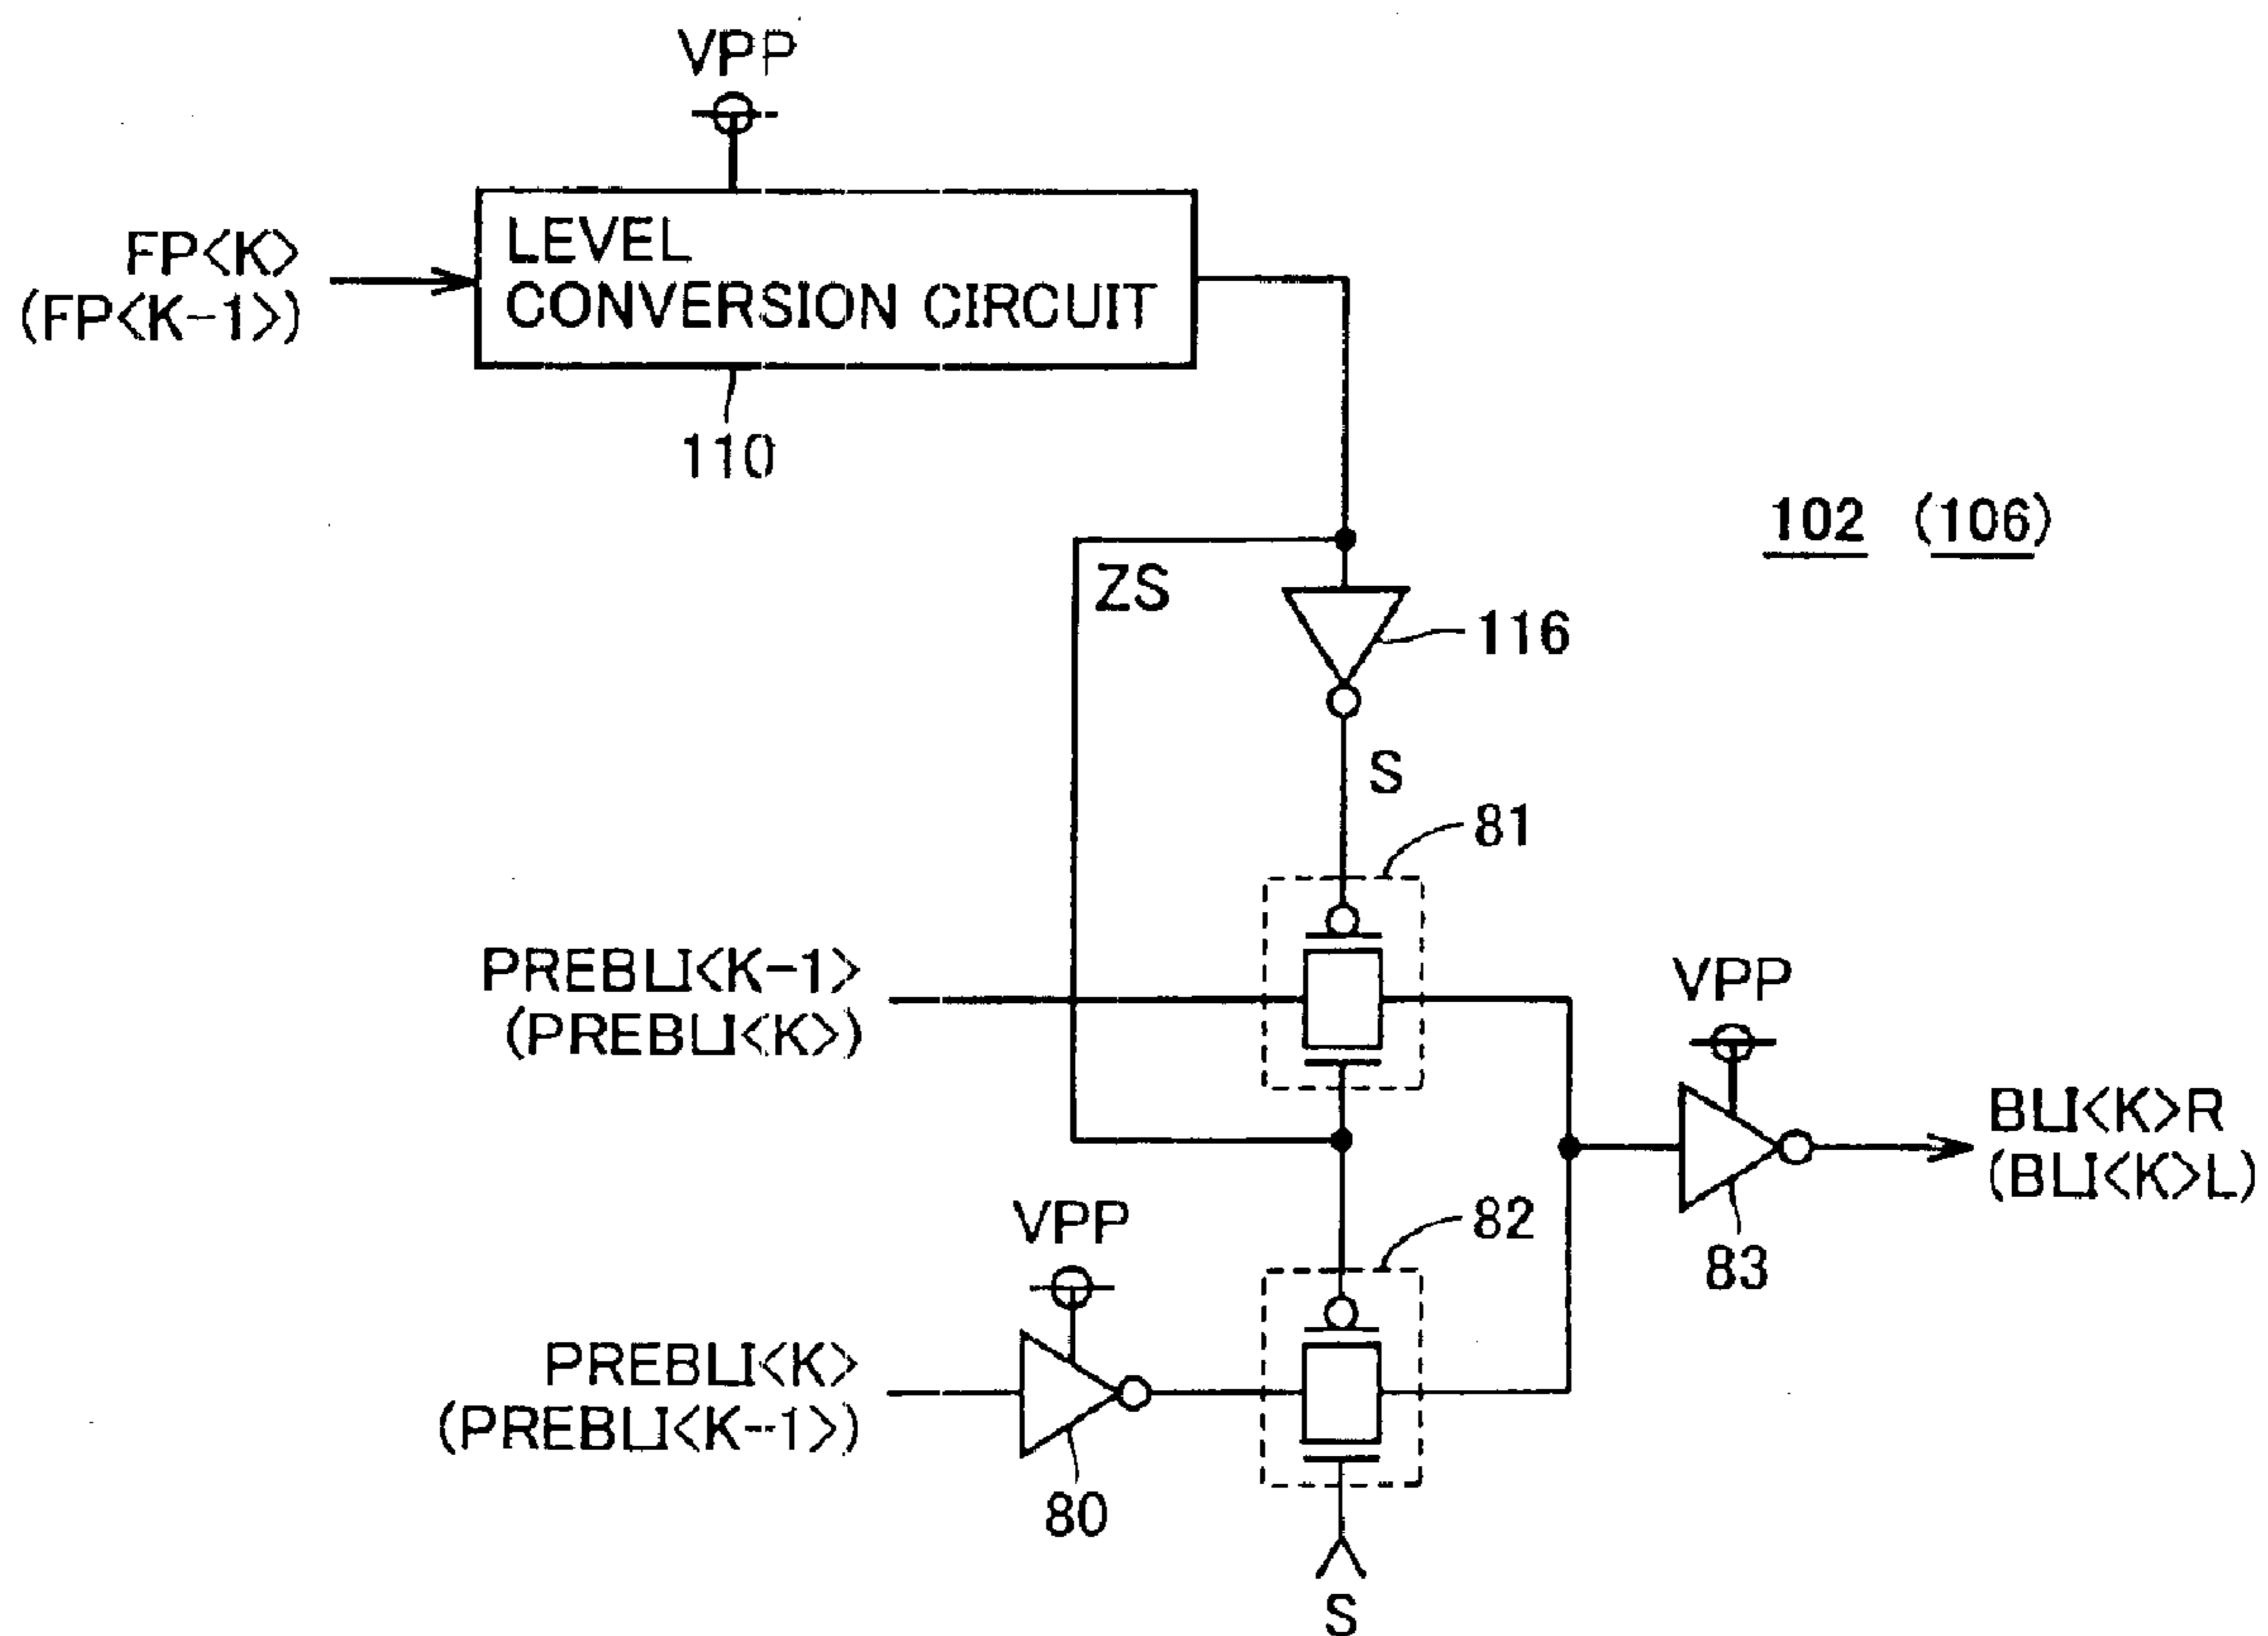 VPP
FP<K>
(FP<K-1>)
LEVEL
CONVERSION CIRCUIT
110
102 (106)
ZS
116
S
81
PREBLI<K-1>
(PREBLI<K>)
VPP
BLI<K>R
(BLI<K>L)
83
VPP
82
PREBLI<K>
(PREBLI<K-1>)
80
S